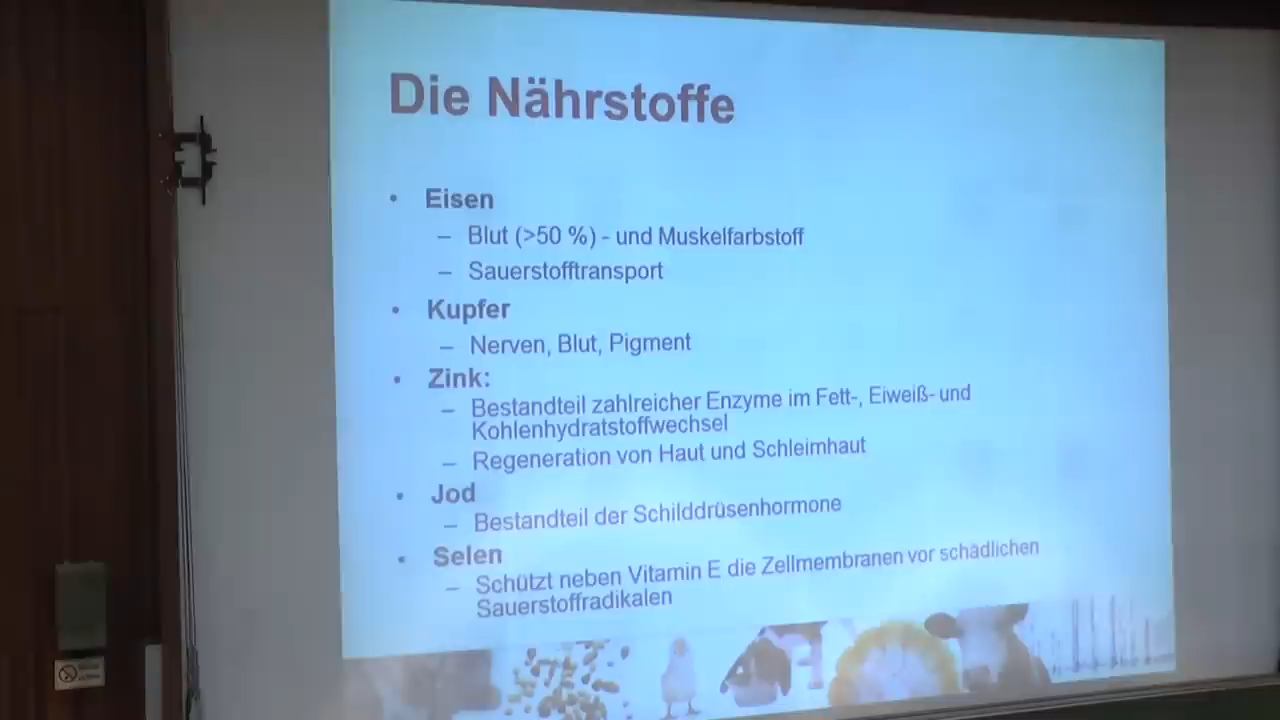 Die Nährstoffe
• Eisen
– Blut (>50 %) - und Muskelfarbstoff
– Sauerstofftransport
• Kupfer
– Nerven, Blut, Pigment
• Zink:
– Bestandteil zahlreicher Enzyme im Fett-, Eiweiß- und
Kohlenhydratstoffwechsel
– Regeneration von Haut und Schleimhaut
• Jod
– Bestandteil der Schilddrüsenhormone
• Selen
– Schützt neben Vitamin E die Zellmembranen vor schädlichen
Sauerstoffradikalen